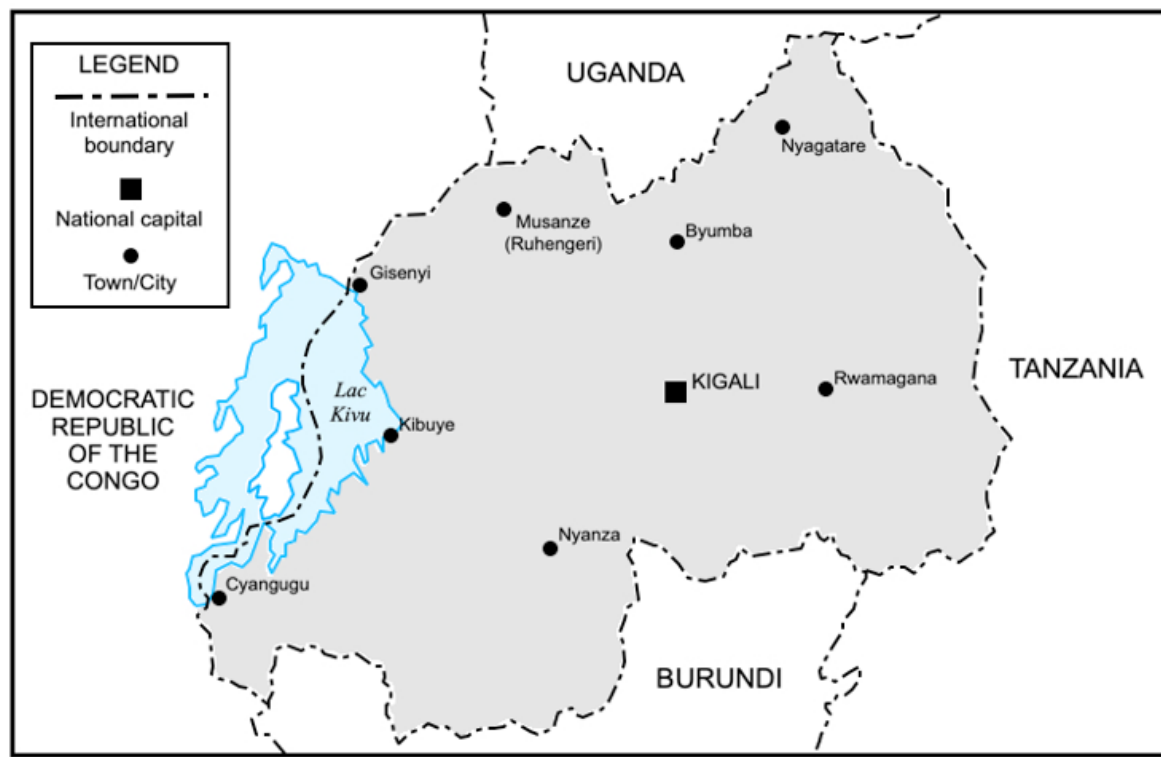 LEGEND
International
boundary
National capital
Town/City
UGANDA
Nyagatare
Musanze
(Ruhengeri)
Byumba
Gisenyi
TANZANIA
KIGALI
Rwamagana
Lac
Kivu
DEMOCRATIC
REPUBLIC
OF THE
CONGO
Kibuye
Nyanza
Cyangugu
BURUNDI